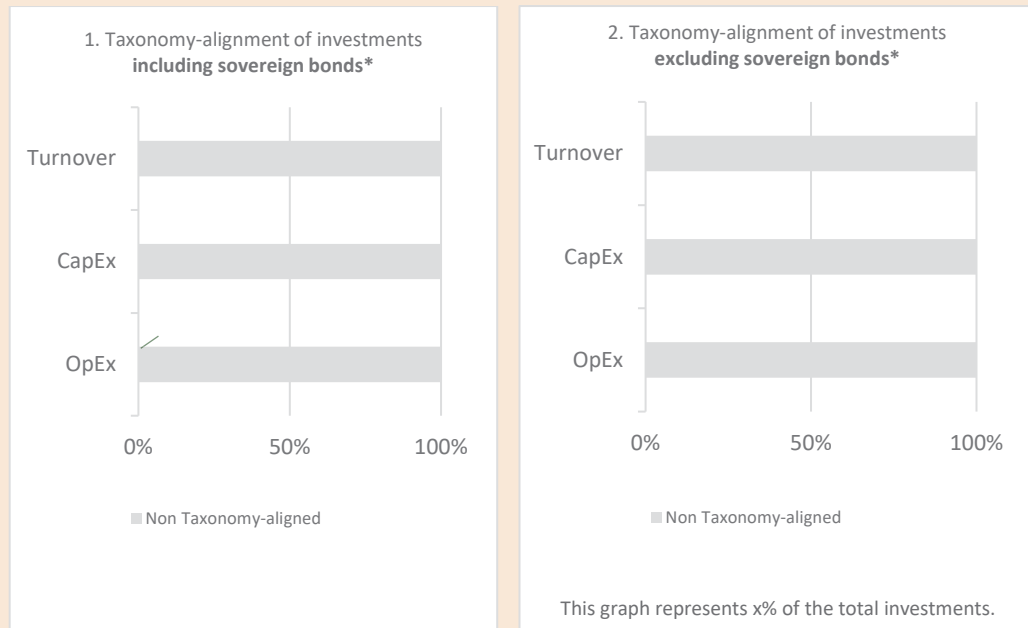 1. Taxonomy-alignment of investments
including sovereign bonds*
Turnover
CapEx
OpEx
0% 50% 100%
Non Taxonomy-aligned
2. Taxonomy-alignment of investments
excluding sovereign bonds*
Turnover
CapEx
OpEx
0% 50% 100%
Non Taxonomy-aligned
This graph represents x% of the total investments.